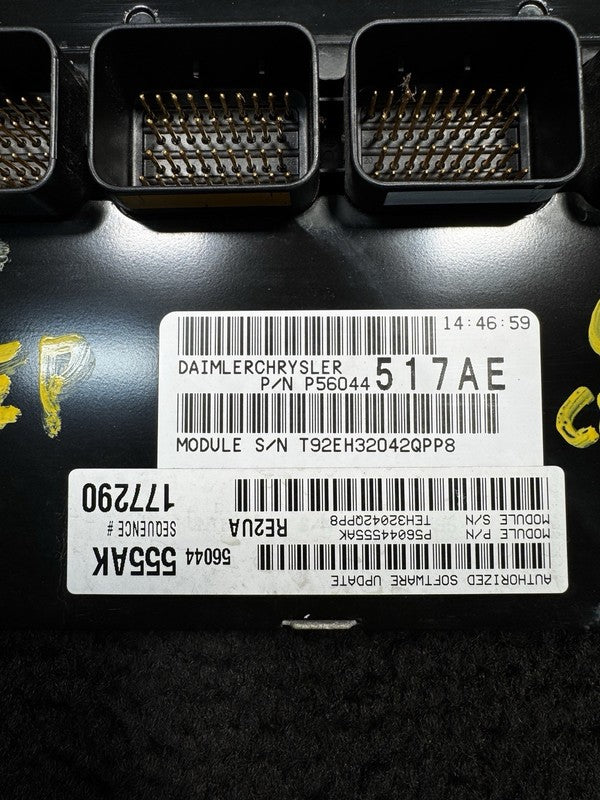 14:46:59
DAIMLERCHRYSLER
P/N P56044 517AE
MODULE S/N T92EH32042QPP8
AUTHORIZED SOFTWARE UPDATE
56044
555AK
MODULE P/N P56044555AK
MODULE S/N TEH32042QPP8
RE2UA
SEQUENCE #
177290
EP